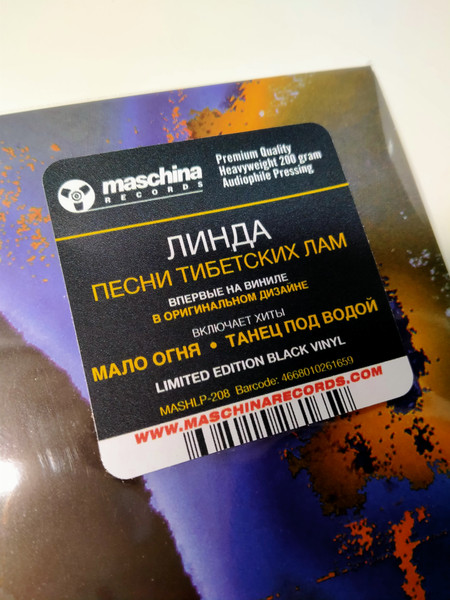 maschina
RECORDS
Premium Quality
Heavyweight 200 gram
Audiophile Pressing
ЛИНДА
ПЕСНИ ТИБЕТСКИХ ЛАМ
ВПЕРВЫЕ НА ВИНИЛЕ
В ОРИГИНАЛЬНОМ ДИЗАЙНЕ
ВКЛЮЧАЕТ ХИТЫ
МАЛО ОГНЯ • ТАНЕЦ ПОД ВОДОЙ
LIMITED EDITION BLACK VINYL
MASHLP-208 Barcode: 4668010261659
WWW.MASCHINARECORDS.COM